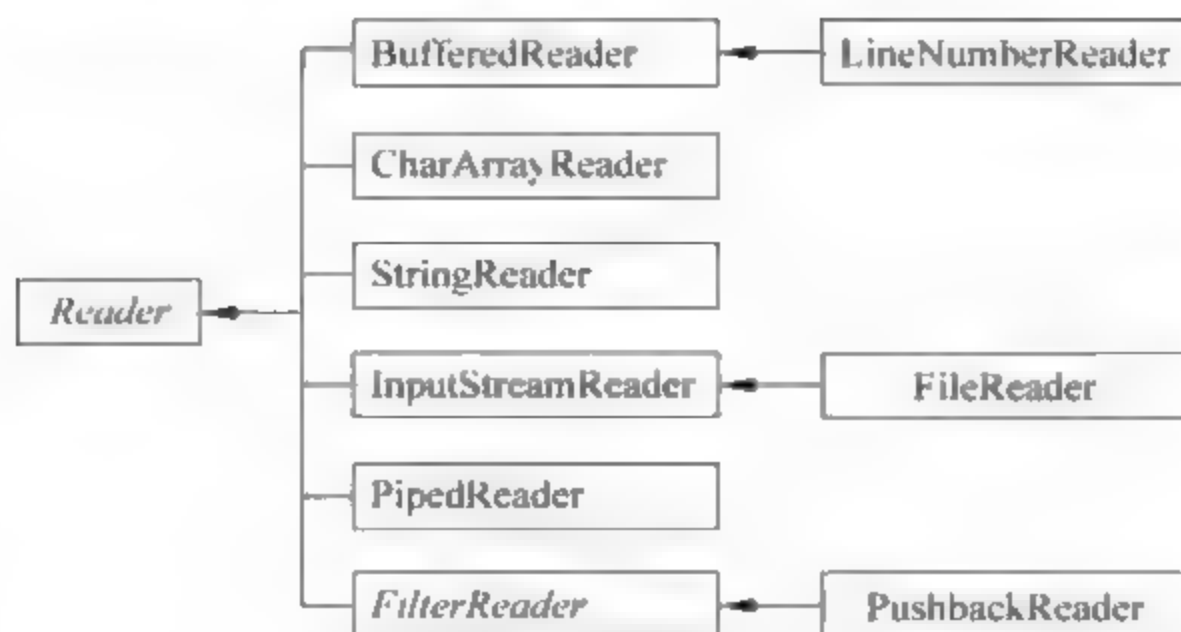 BufferedReader
LineNumberReader
CharArrayReader
StringReader
Reader
InputStreamReader
FileReader
PipedReader
FilterReader
PushbackReader